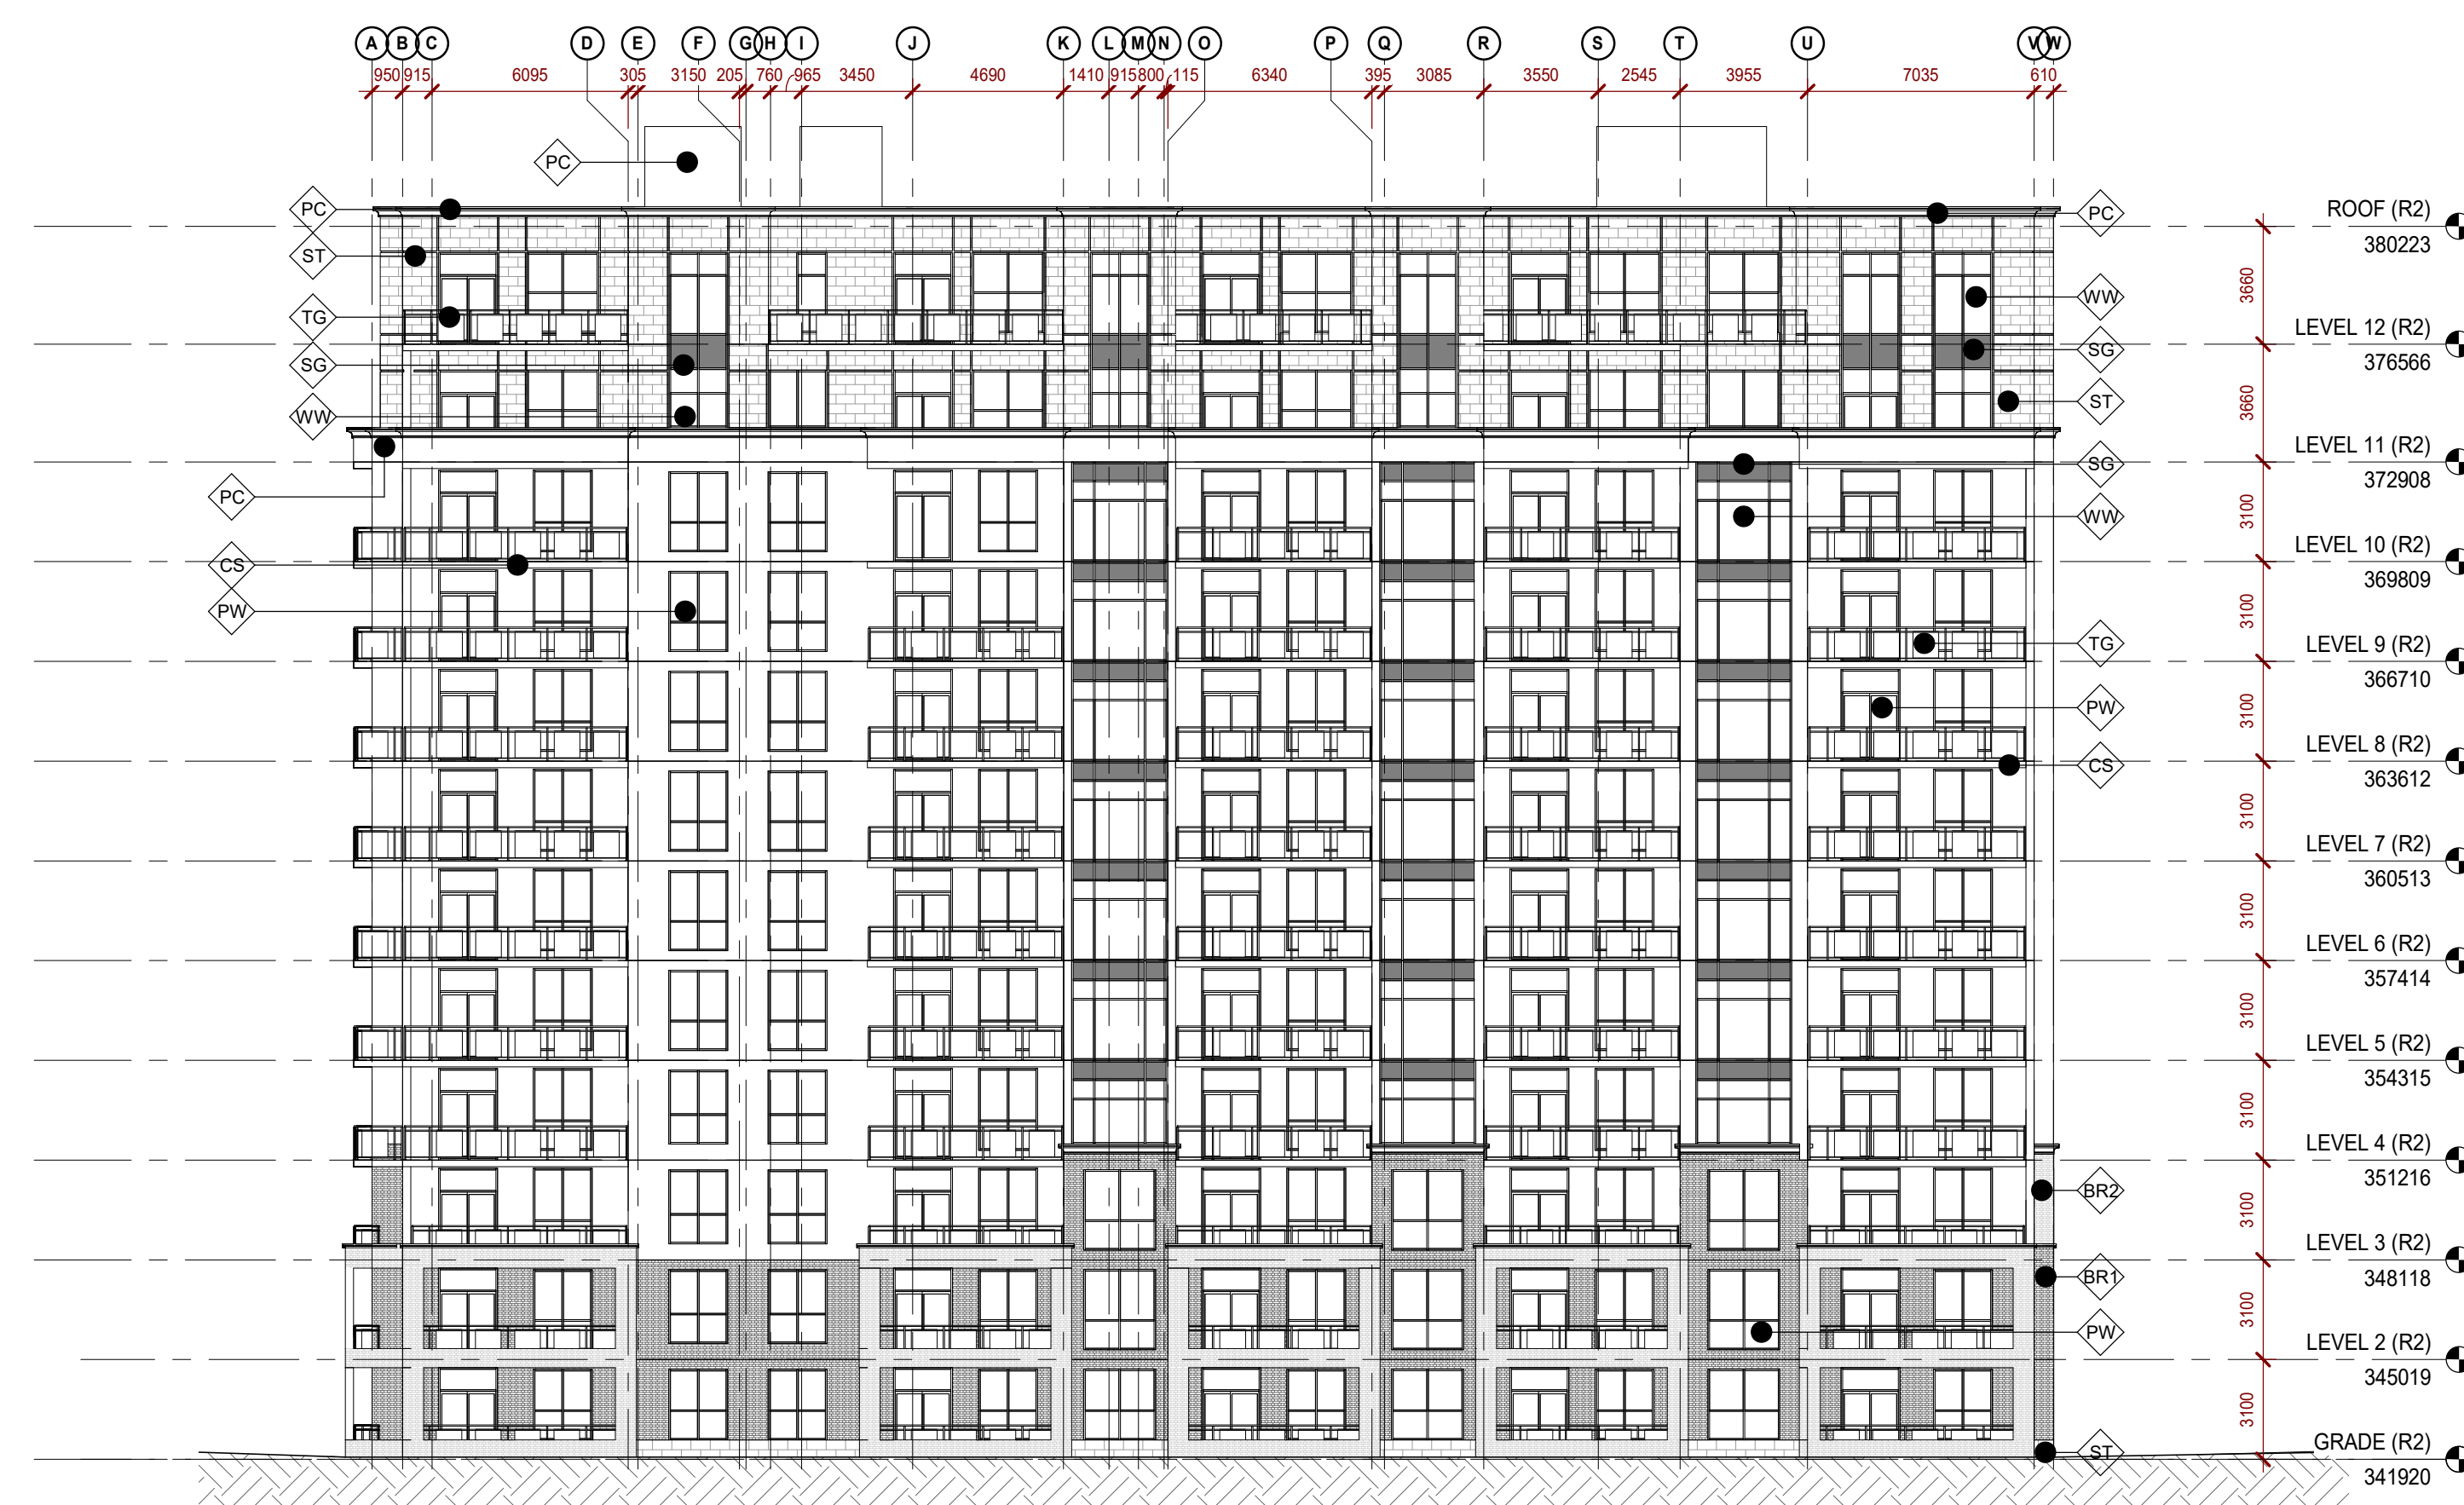 A B C D E F G H I J K L M N O P Q R S T U V W
950 915 6095 305 3150 205 760 965 3450 4690 1410 915 800 115 6340 395 3085 3550 2545 3955 7035 610
PC
PC
PC
ROOF (R2)
380223
ST
3660
WW
TG
LEVEL 12 (R2)
376566
SG
SG
3660
WW
ST
LEVEL 11 (R2)
372908
SG
PC
3100
WW
LEVEL 10 (R2)
369809
CS
PW
3100
TG
LEVEL 9 (R2)
366710
3100
PW
LEVEL 8 (R2)
363612
CS
3100
LEVEL 7 (R2)
360513
3100
LEVEL 6 (R2)
357414
3100
LEVEL 5 (R2)
354315
3100
LEVEL 4 (R2)
351216
BR2
3100
LEVEL 3 (R2)
348118
BR1
3100
PW
LEVEL 2 (R2)
345019
3100
GRADE (R2)
341920
ST